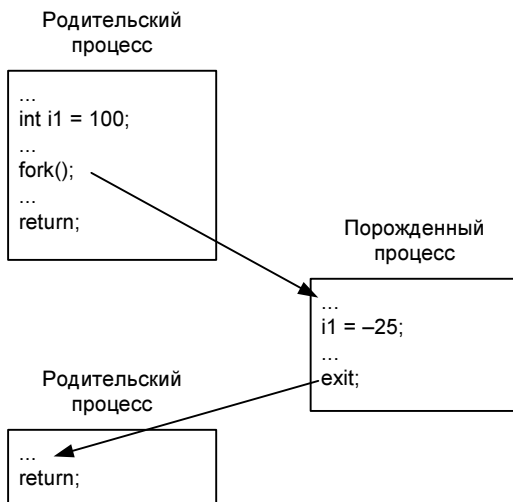 Родительский
процесс
...
int i1 = 100;
...
fork();
...
return;
Порожденный
процесс
...
i1 = –25;
...
exit;
Родительский
процесс
...
return;